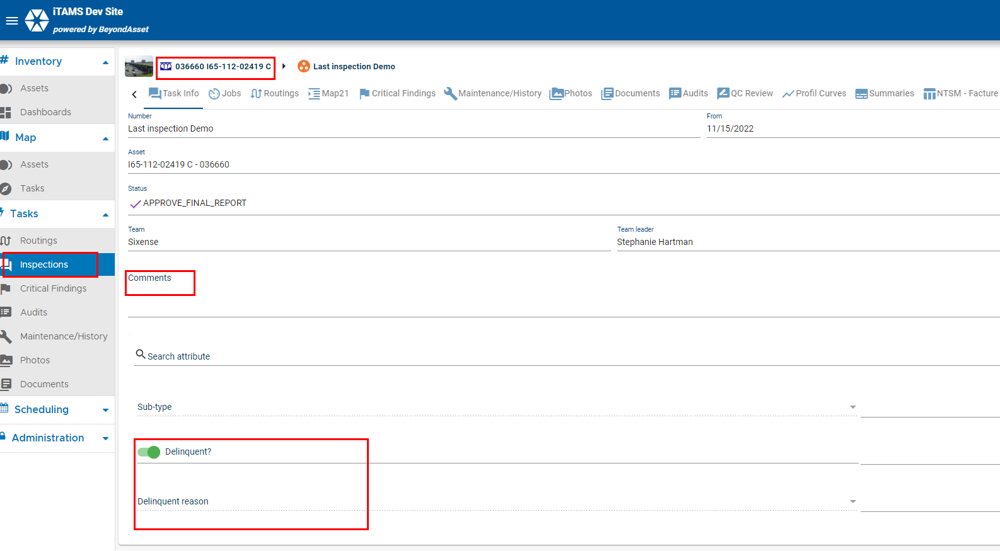 iTAMS Dev Site
powered by BeyondAsset
Inventory
Assets
Dashboards
Map
Assets
Tasks
Tasks
Routings
Inspections
Critical Findings
Audits
Maintenance/History
Photos
Documents
Scheduling
Administration
036660 I65-112-02419 C
Last inspection Demo
Task Info
Jobs
Routings
Map21
Critical Findings
Maintenance/History
Photos
Documents
Audits
QC Review
Profil Curves
Summaries
NTSM - Facture
Number
Last inspection Demo
From
11/15/2022
Asset
I65-112-02419 C - 036660
Status
APPROVE_FINAL_REPORT
Team
Sixense
Team leader
Stephanie Hartman
Comments
Search attribute
Sub-type
Delinquent?
Delinquent reason